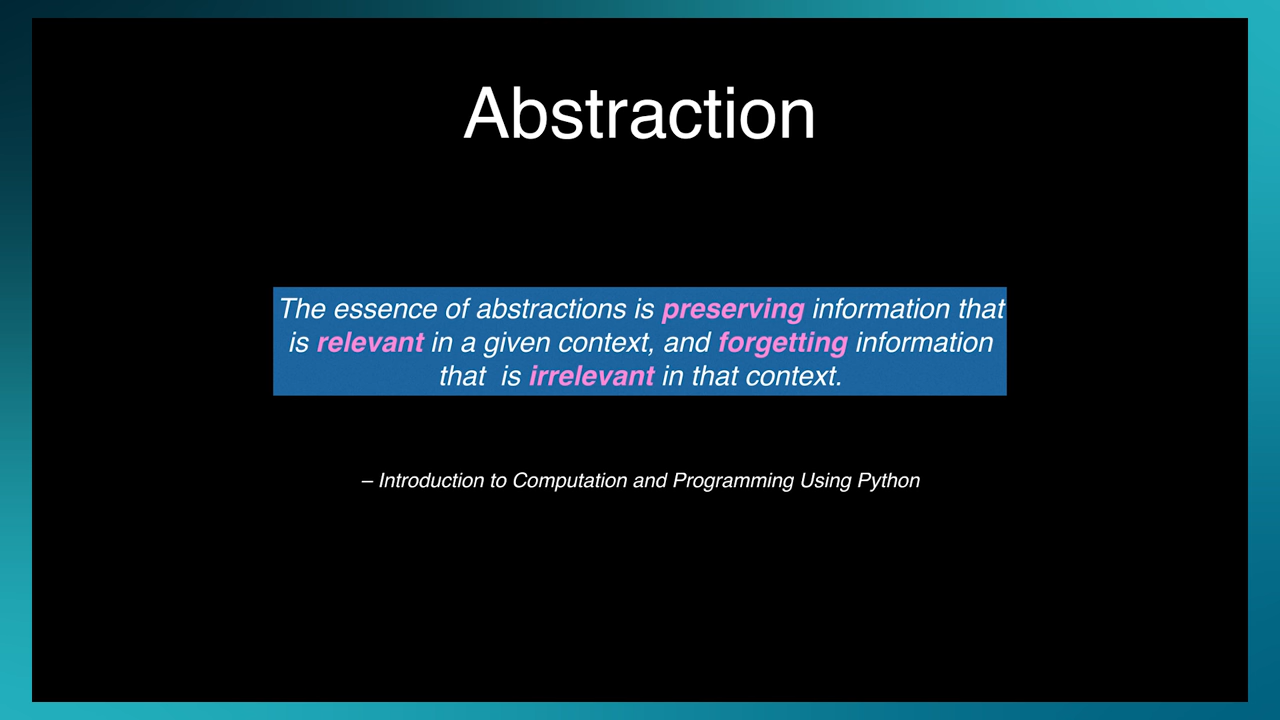 Abstraction
The essence of abstractions is preserving information that
is relevant in a given context, and forgetting information
that  is irrelevant in that context.
– Introduction to Computation and Programming Using Python